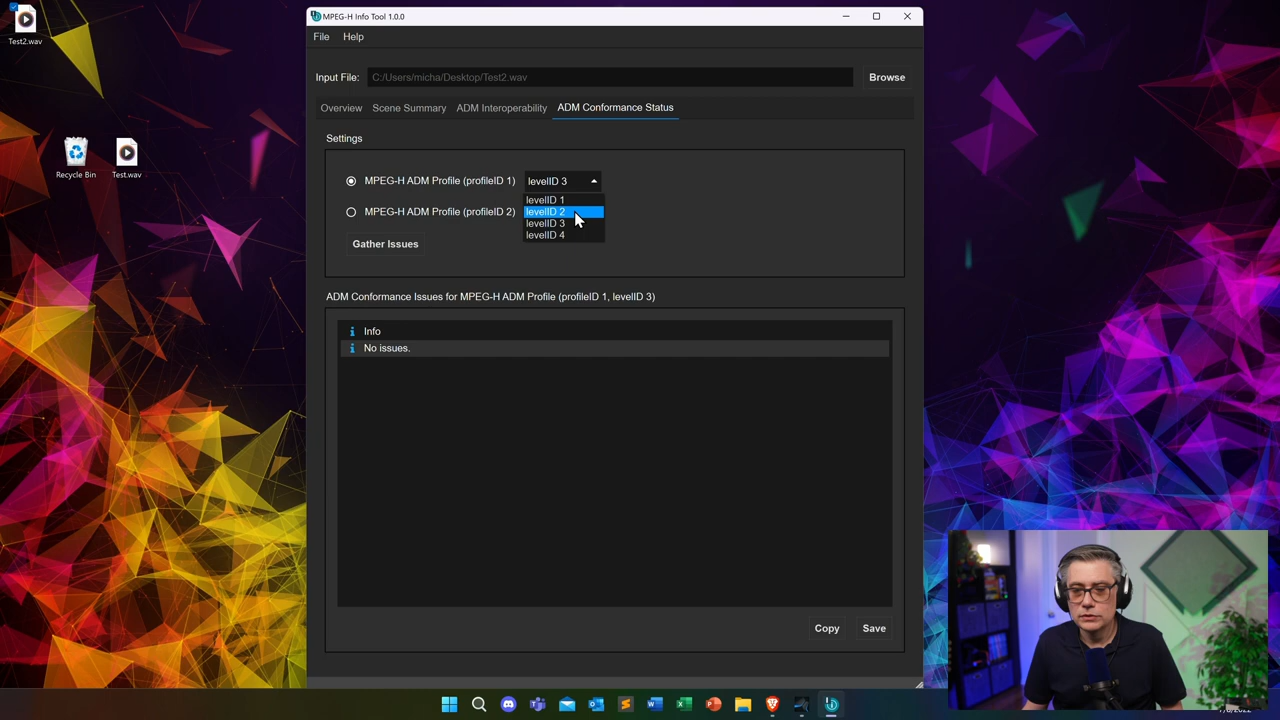 Test2.wav
Recycle Bin
Test.wav
MPEG-H Info Tool 1.0.0
File Help
Input File: C:/Users/micha/Desktop/Test2.wav Browse
Overview Scene Summary ADM Interoperability ADM Conformance Status
Settings
MPEG-H ADM Profile (profileID 1) levelID 3
levelID 1
MPEG-H ADM Profile (profileID 2) levelID 2
levelID 3
levelID 4
Gather Issues
ADM Conformance Issues for MPEG-H ADM Profile (profileID 1, levelID 3)
Info
No issues.
Copy Save